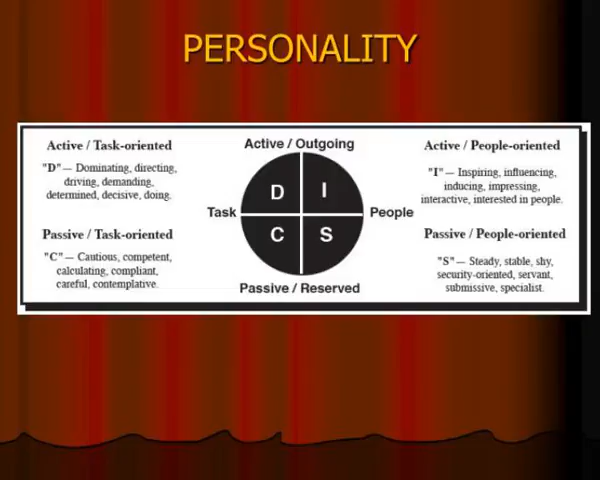 PERSONALITY
Active / Task-oriented
"D"— Dominating, directing,
driving, demanding,
determined, decisive, doing.
Passive / Task-oriented
"C"— Cautious, competent,
calculating, compliant,
careful, contemplative.
Active / Outgoing
D I
Task
People
C S
Passive / Reserved
Active / People-oriented
"I"— Inspiring, influencing,
inducing, impressing,
interactive, interested in people.
Passive / People-oriented
"S"— Steady, stable, shy,
security-oriented, servant,
submissive, specialist.